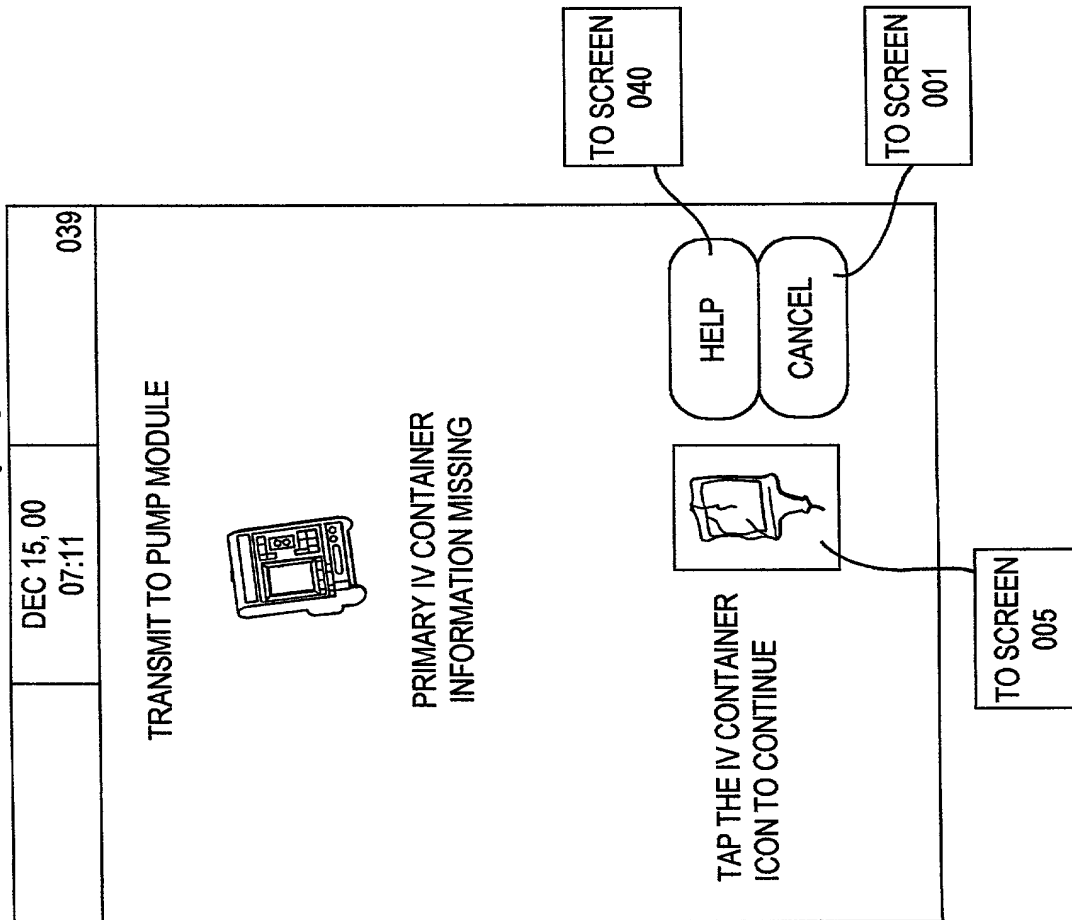 DEC 15, 00
07:11
039
TRANSMIT TO PUMP MODULE
PRIMARY IV CONTAINER
INFORMATION MISSING
TAP THE IV CONTAINER
ICON TO CONTINUE
HELP
CANCEL
TO SCREEN
040
TO SCREEN
001
TO SCREEN
005